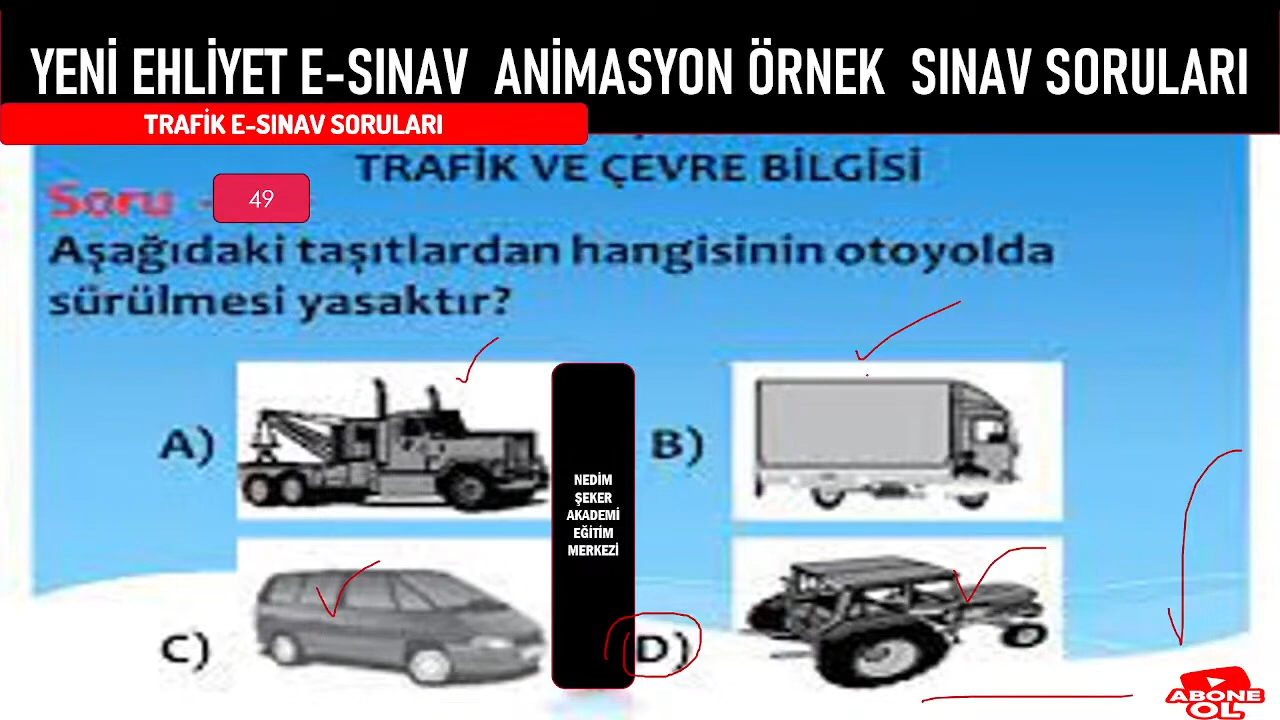 YENİ EHLİYET E-SINAV ANİMASYON ÖRNEK SINAV SORULARI
TRAFİK E-SINAV SORULARI
TRAFİK VE ÇEVRE BİLGİSİ
Soru - 49
Aşağıdaki taşıtlardan hangisinin otoyolda
sürülmesi yasaktır?
A)
B)
NEDİM
ŞEKER
AKADEMİ
EĞİTİM
MERKEZİ
C)
D)
ABONE
OL